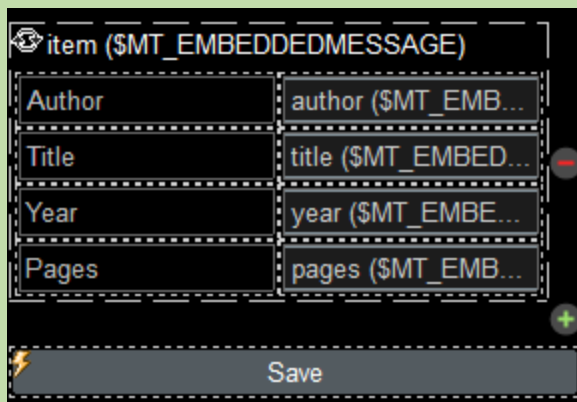 item ($MT_EMBEDDEDMESSAGE)
Author author ($MT_EMB...
Title title ($MT_EMBED...
Year year ($MT_EMBE...
Pages pages ($MT_EMB...
Save